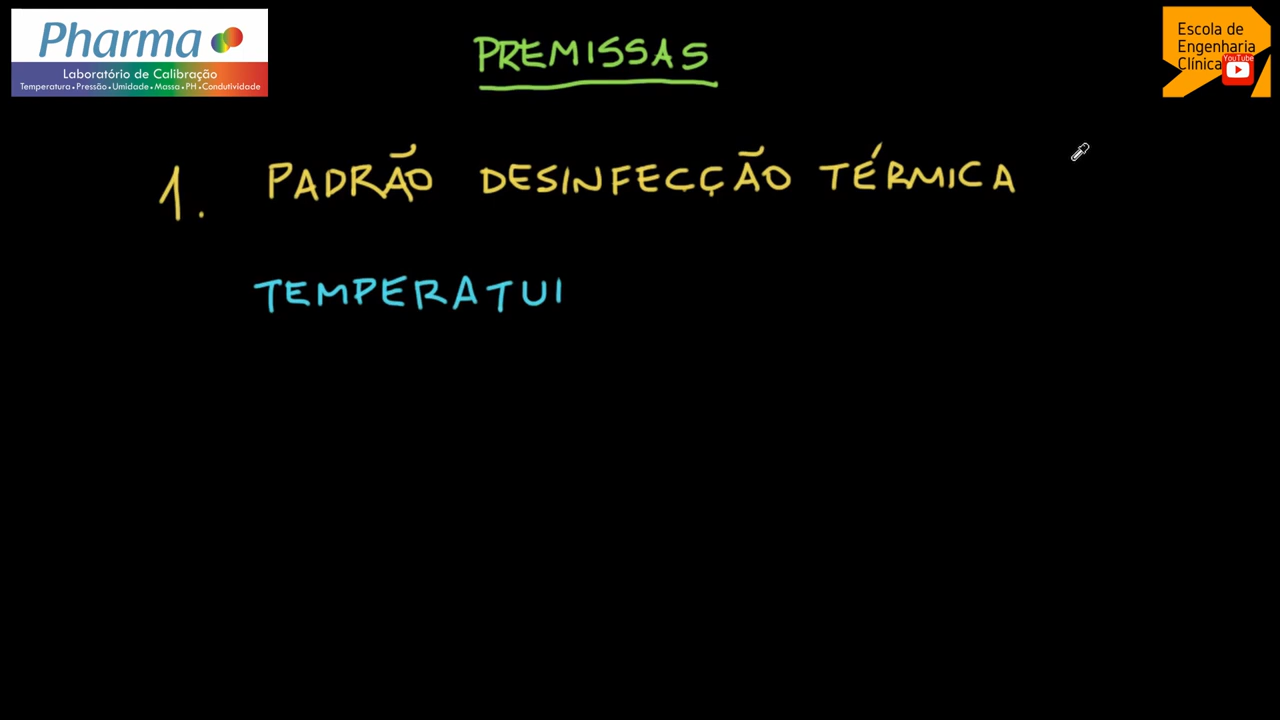 Pharma
Laboratório de Calibração
Temperatura • Pressão • Umidade • Massa • PH • Condutividade
PREMISSAS
Escola de
Engenharia
Clínica
YouTube
1. PADRÃO DESINFECÇÃO TÉRMICA
TEMPERATUI